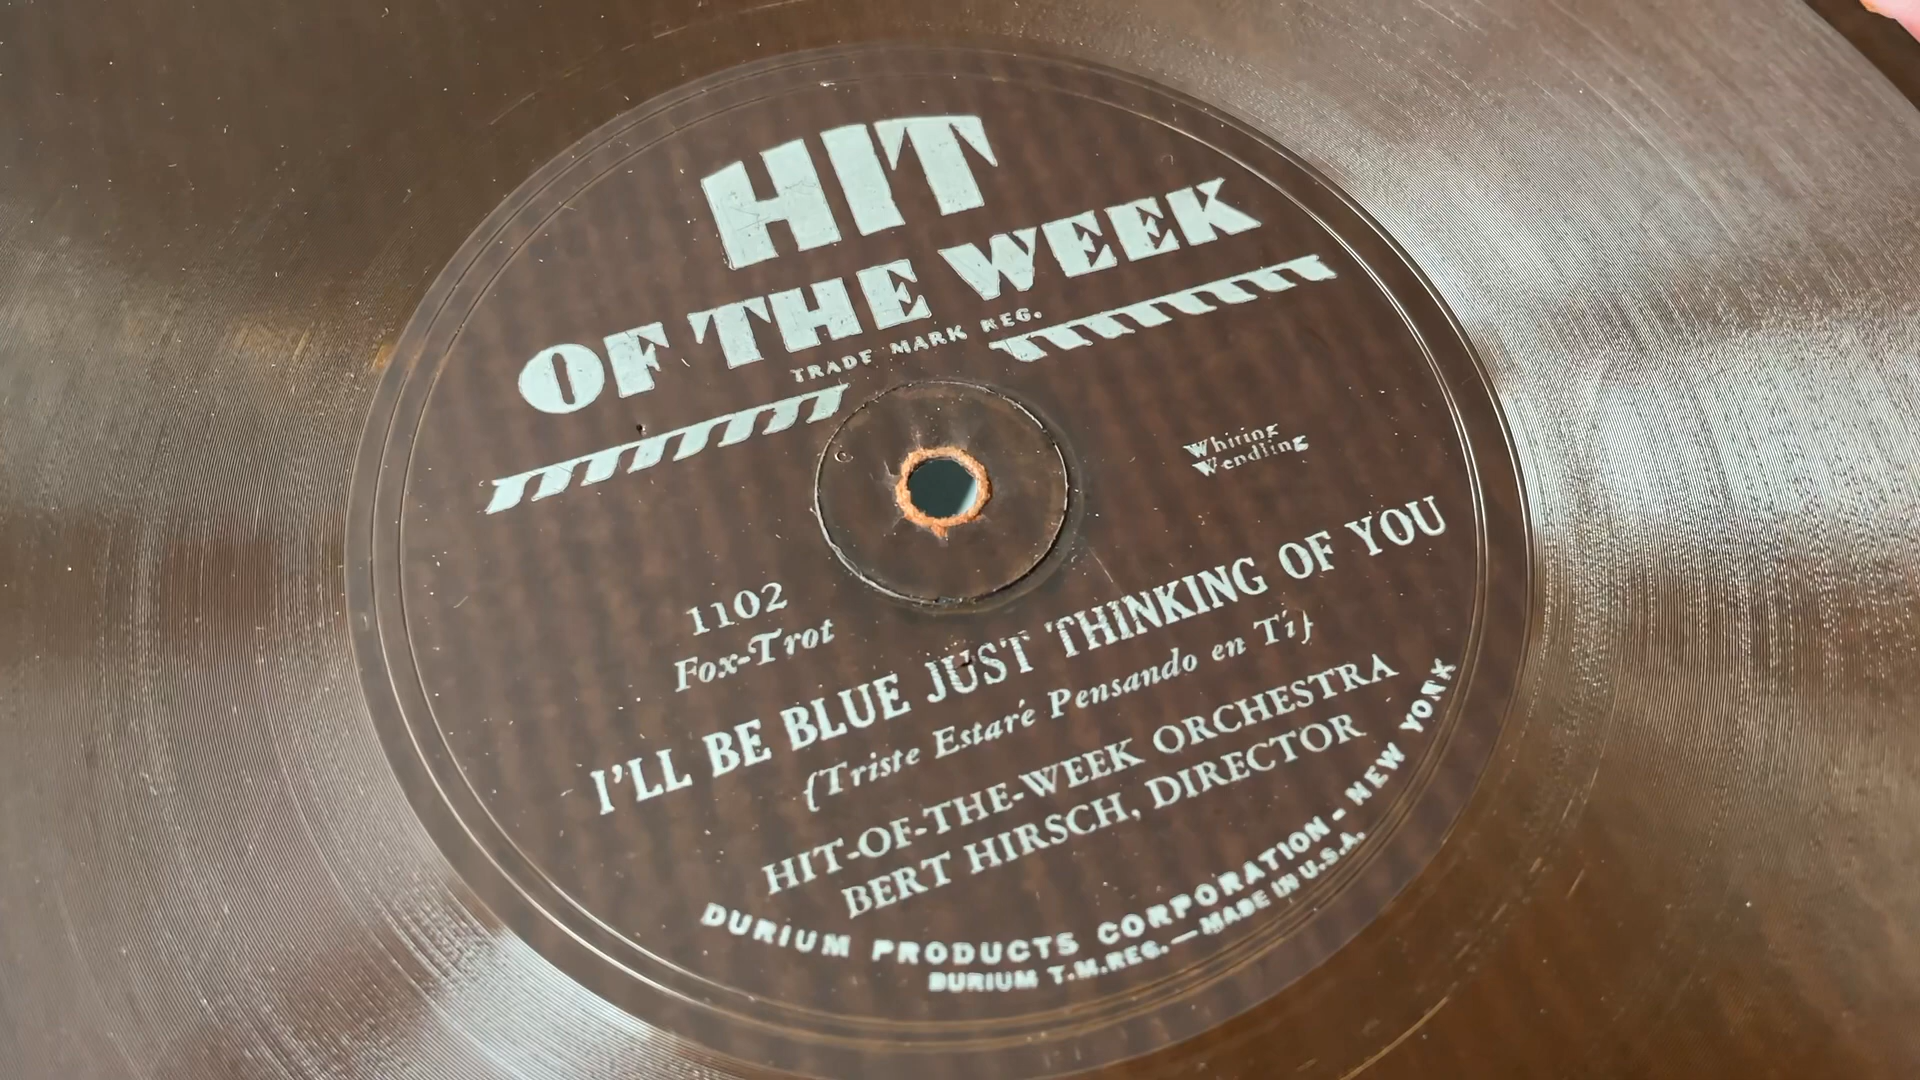 HIT
OF THE WEEK
TRADE MARK REG.
Whiting
Wendling
1102
Fox-Trot
I'LL BE BLUE JUST THINKING OF YOU
(Triste Estaré Pensando en Tí)
HIT-OF-THE-WEEK ORCHESTRA
BERT HIRSCH, DIRECTOR
DURIUM PRODUCTS CORPORATION - NEW YORK
DURIUM T.M.REG.—MADE IN U.S.A.